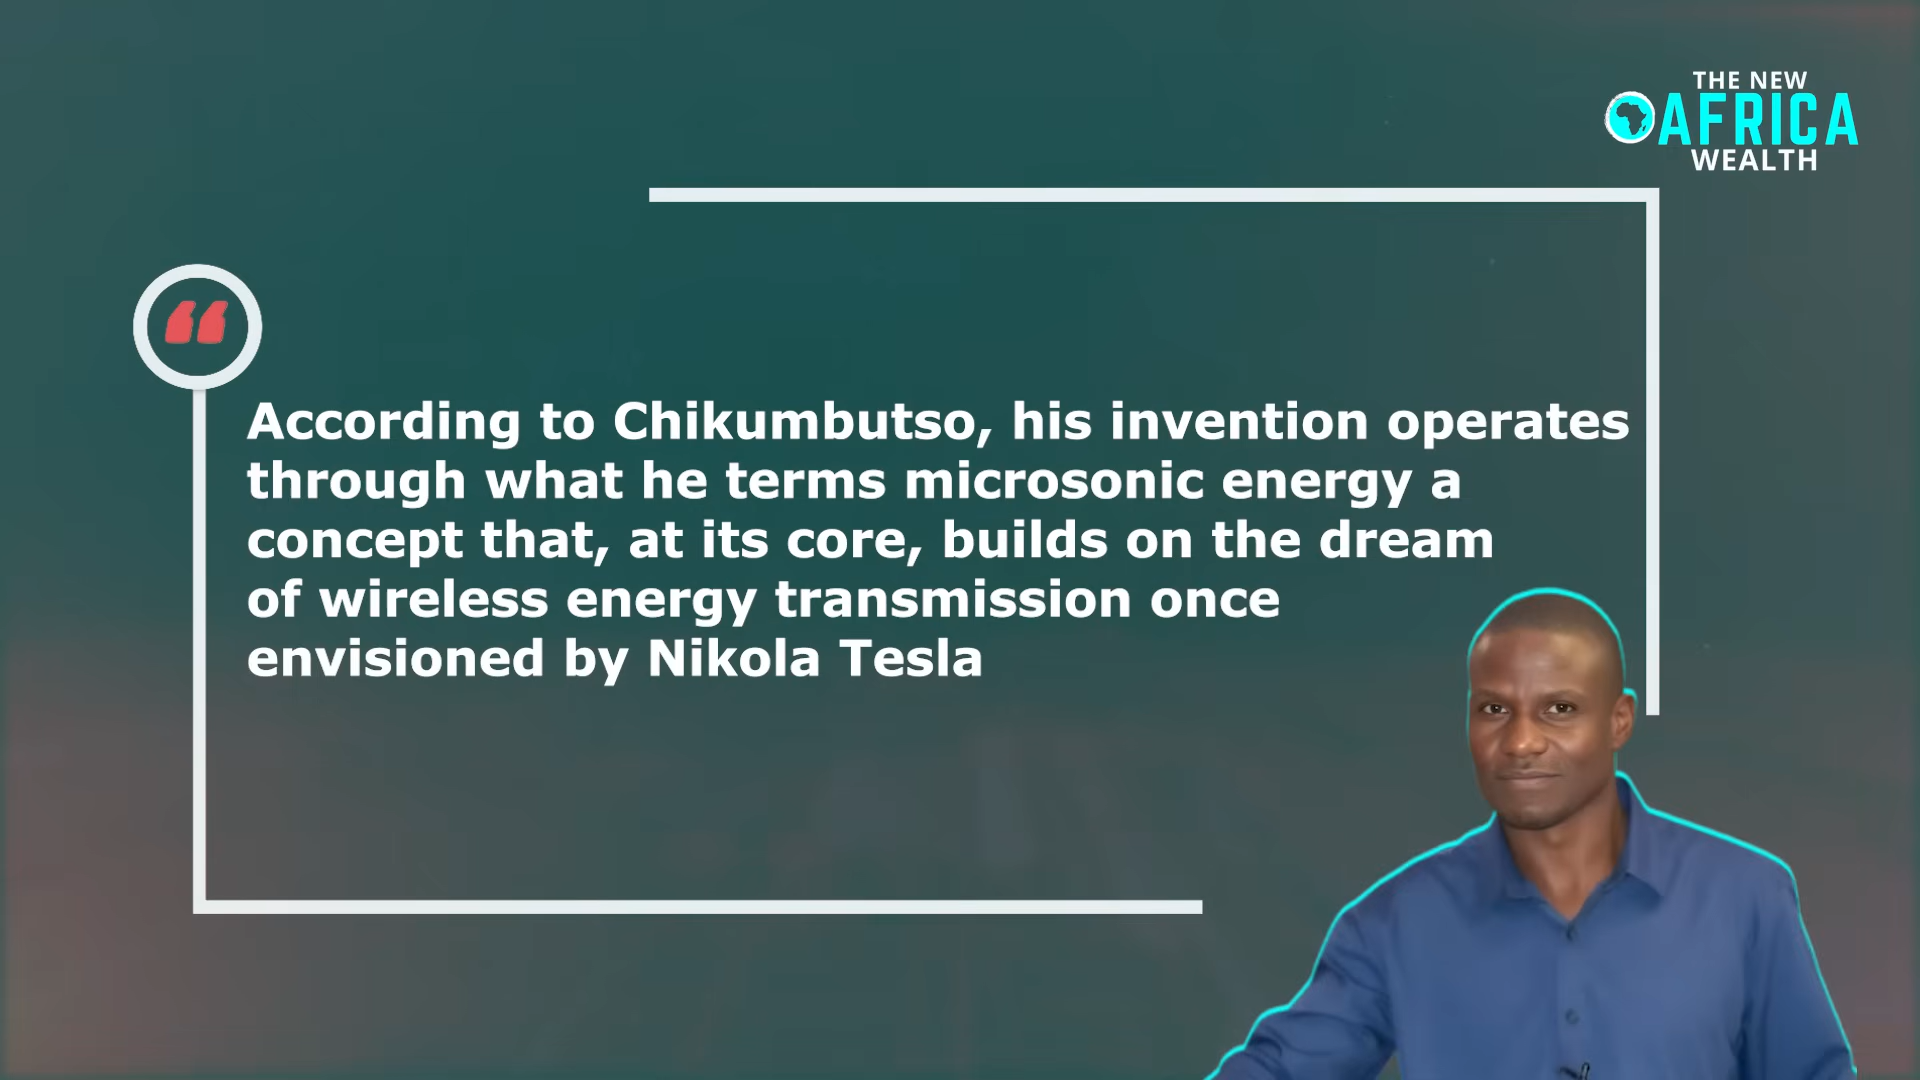 THE NEW
AFRICA
WEALTH
According to Chikumbutso, his invention operates
through what he terms microsonic energy a
concept that, at its core, builds on the dream
of wireless energy transmission once
envisioned by Nikola Tesla